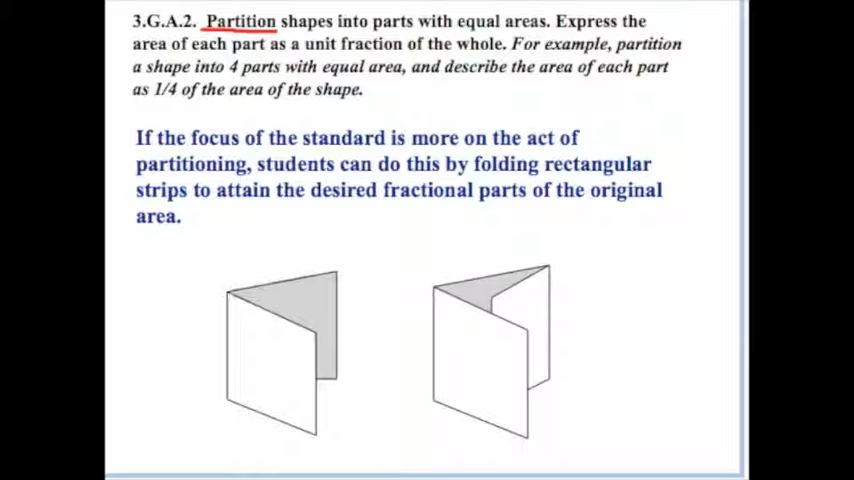 3.G.A.2. Partition shapes into parts with equal areas. Express the
area of each part as a unit fraction of the whole. For example, partition
a shape into 4 parts with equal area, and describe the area of each part
as 1/4 of the area of the shape.
If the focus of the standard is more on the act of
partitioning, students can do this by folding rectangular
strips to attain the desired fractional parts of the original
area.